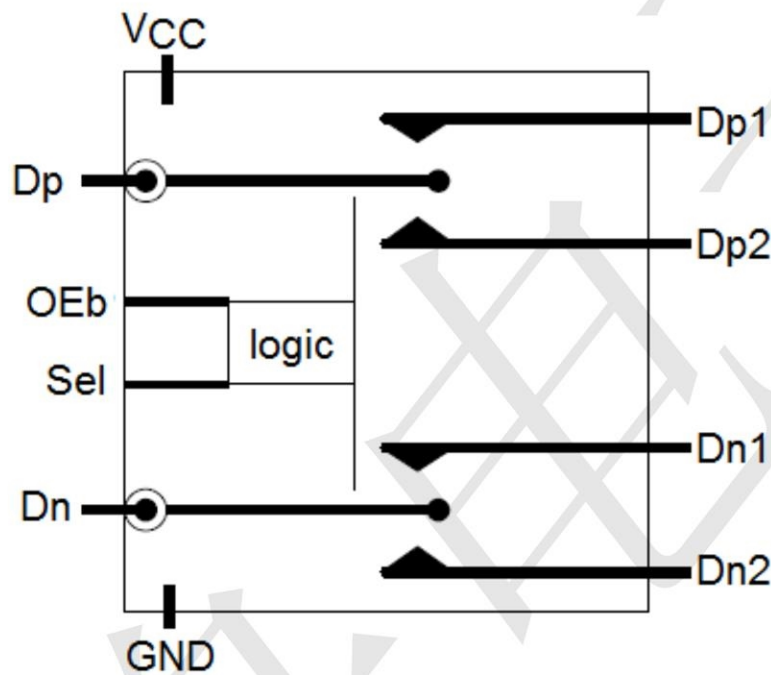 VCC
Dp1
Dp
Dp2
OEb
logic
Sel
Dn1
Dn
Dn2
GND